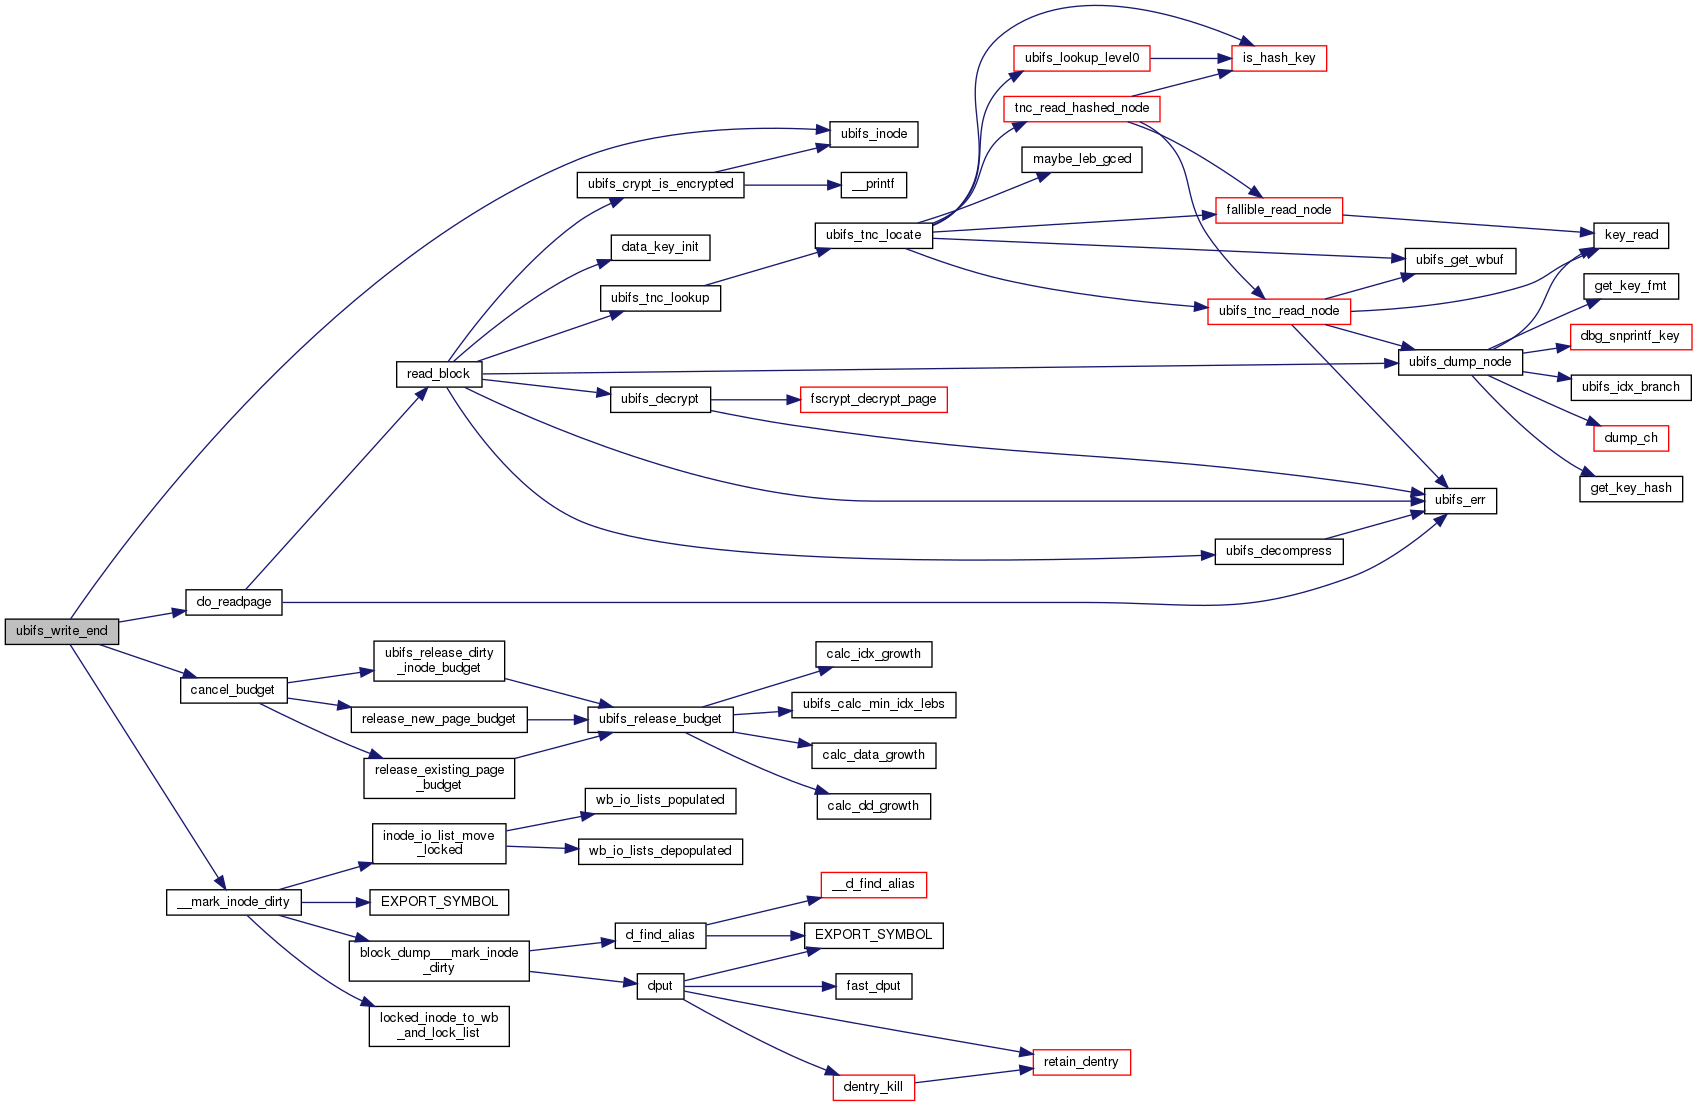 ubifs_lookup_level0
is_hash_key
tnc_read_hashed_node
ubifs_inode
maybe_leb_gced
ubifs_crypt_is_encrypted
__printf
fallible_read_node
data_key_init
ubifs_tnc_locate
key_read
ubifs_get_wbuf
get_key_fmt
ubifs_tnc_lookup
ubifs_tnc_read_node
dbg_snprintf_key
read_block
ubifs_dump_node
ubifs_idx_branch
ubifs_decrypt
fscrypt_decrypt_page
dump_ch
get_key_hash
ubifs_err
ubifs_decompress
do_readpage
ubifs_write_end
ubifs_release_dirty
_inode_budget
calc_idx_growth
cancel_budget
ubifs_calc_min_idx_lebs
release_new_page_budget
ubifs_release_budget
calc_data_growth
release_existing_page
_budget
wb_io_lists_populated
calc_dd_growth
inode_io_list_move
_locked
wb_io_lists_depopulated
__d_find_alias
__mark_inode_dirty
EXPORT_SYMBOL
d_find_alias
EXPORT_SYMBOL
block_dump___mark_inode
_dirty
dput
fast_dput
locked_inode_to_wb
_and_lock_list
retain_dentry
dentry_kill